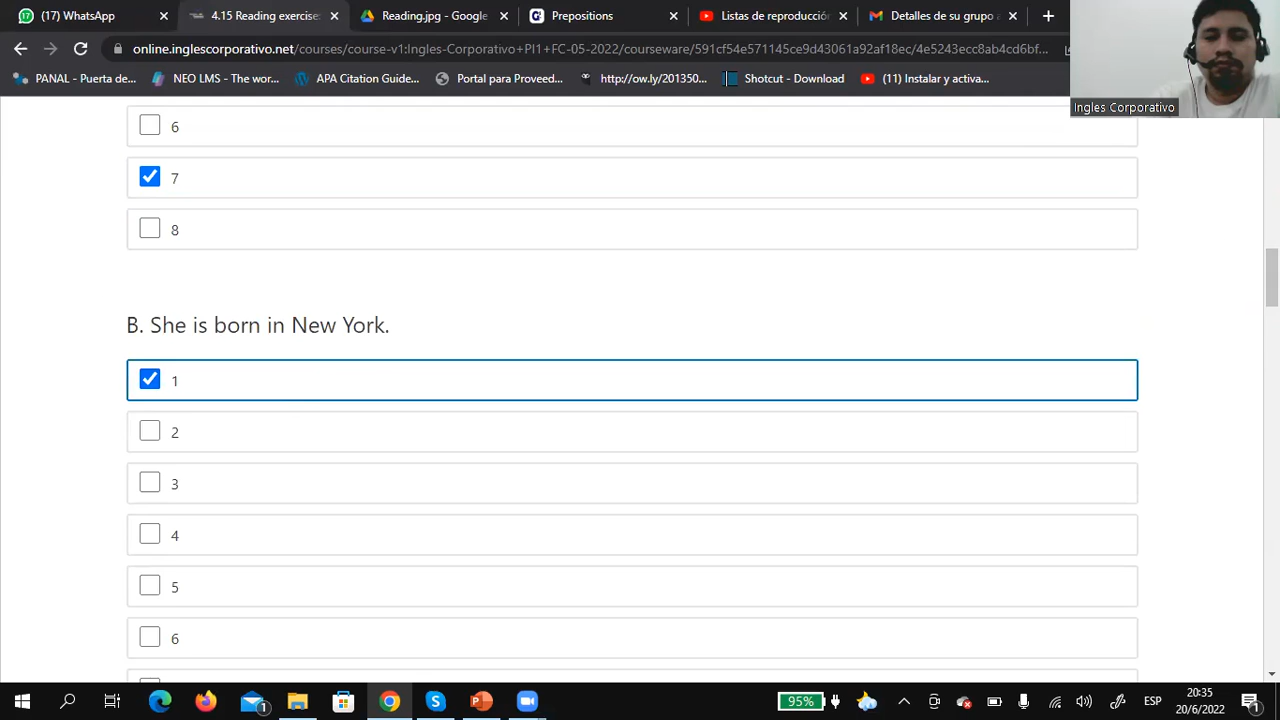 (17) WhatsApp
4.15 Reading exercise:
Reading.jpg - Google
Prepositions
Listas de reproducció
Detalles de su grupo
online.inglescorporativo.net/courses/course-v1:Ingles-Corporativo+PI1+FC-05-2022/courseware/591cf54e571145ce9d43061a92af18ec/4e5243ecc8ab4cd6bf...
PANAL - Puerta de...
NEO LMS - The wor...
APA Citation Guide...
Portal para Proveed...
http://ow.ly/201350...
Shotcut - Download
(11) Instalar y activa...
Ingles Corporativo
6
7
8
B. She is born in New York.
1
2
3
4
5
6
95%
ESP
20:35
20/6/2022
1
1